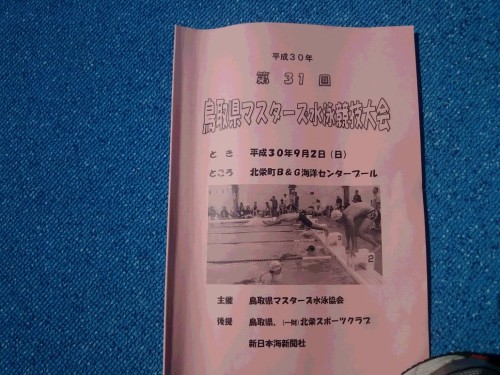 平成30年
第 31 回
鳥取県マスターズ水泳競技大会
と き 平成30年9月2日（日）
ところ 北栄町B＆G海洋センタープール
3
2
主催 鳥取県マスターズ水泳協会
後援 鳥取県、（一財）北栄スポーツクラブ
新日本海新聞社